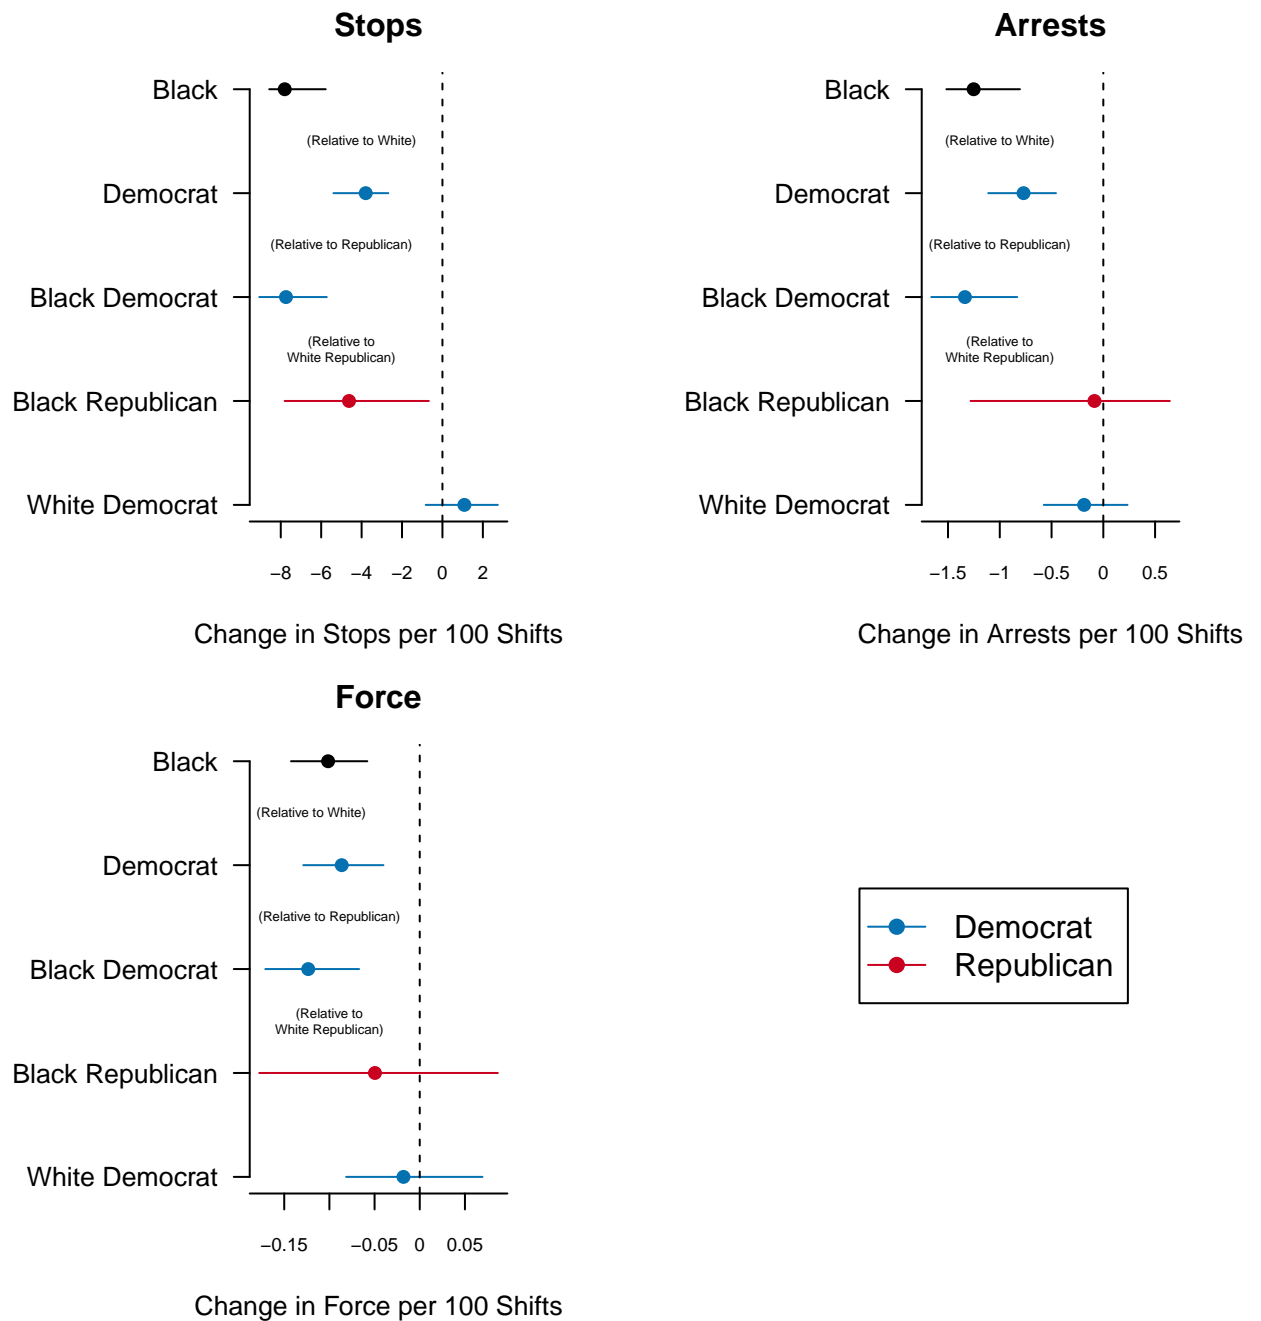 Stops
Black
(Relative to White)
Democrat
(Relative to Republican)
Black Democrat
(Relative to
White Republican)
Black Republican
White Democrat
−8 −6 −4 −2 0 2
Change in Stops per 100 Shifts
Arrests
Black
(Relative to White)
Democrat
(Relative to Republican)
Black Democrat
(Relative to
White Republican)
Black Republican
White Democrat
−1.5 −1 −0.5 0 0.5
Change in Arrests per 100 Shifts
Force
Black
(Relative to White)
Democrat
(Relative to Republican)
Black Democrat
(Relative to
White Republican)
Black Republican
White Democrat
−0.15 −0.05 0 0.05
Change in Force per 100 Shifts
Democrat
Republican